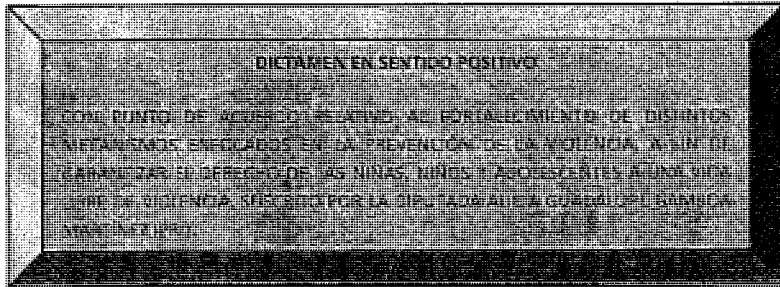 DICTAMEN EN SENTIDO POSITIVO
CON PUNTO DE ACUERDO RELATIVO AL FORTALECIMIENTO DE DISTINTOS
MECANISMOS ENFOCADOS EN LA PREVENCIÓN DE LA VIOLENCIA, A FIN DE
GARANTIZAR EL DERECHO DE LAS NIÑAS, NIÑOS Y ADOLESCENTES A UNA VIDA
LIBRE DE VIOLENCIA, SUSCRITO POR LA DIPUTADA GUADALUPE GAMBOA
MARTÍNEZ